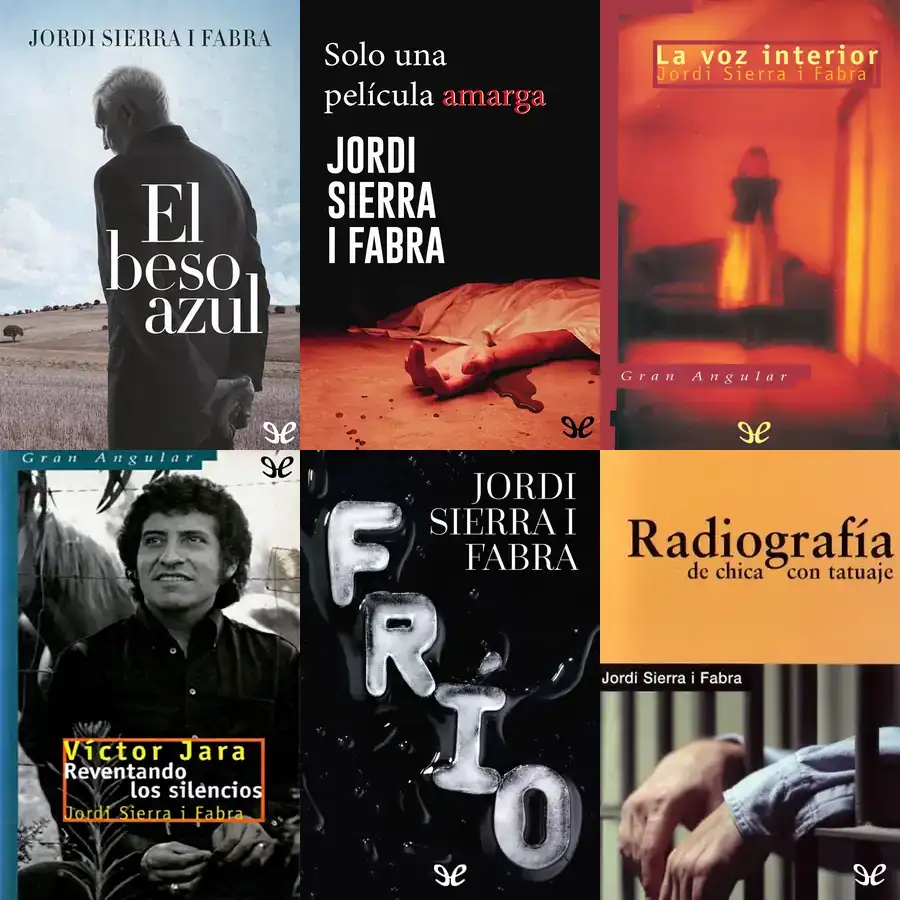 JORDI SIERRA I FABRA
El
beso
azul
Solo una
película amarga
JORDI
SIERRA
I FABRA
La voz interior
Jordi Sierra i Fabra
Gran Angular
Gran Angular
Víctor Jara
Reventando
los silencios
Jordi Sierra i Fabra
JORDI
SIERRA I
FABRA
FRÍO
Radiografía
de chica con tatuaje
Jordi Sierra i Fabra